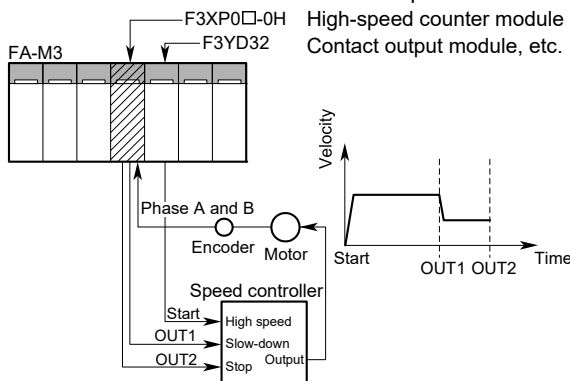 F3XP0□-0H
High-speed counter module
F3YD32
Contact output module, etc.
FA-M3
Velocity
Phase A and B
Encoder
Motor
Start
OUT1
OUT2
Time
Speed controller
Start
High speed
OUT1
Slow-down
OUT2
Stop
Output